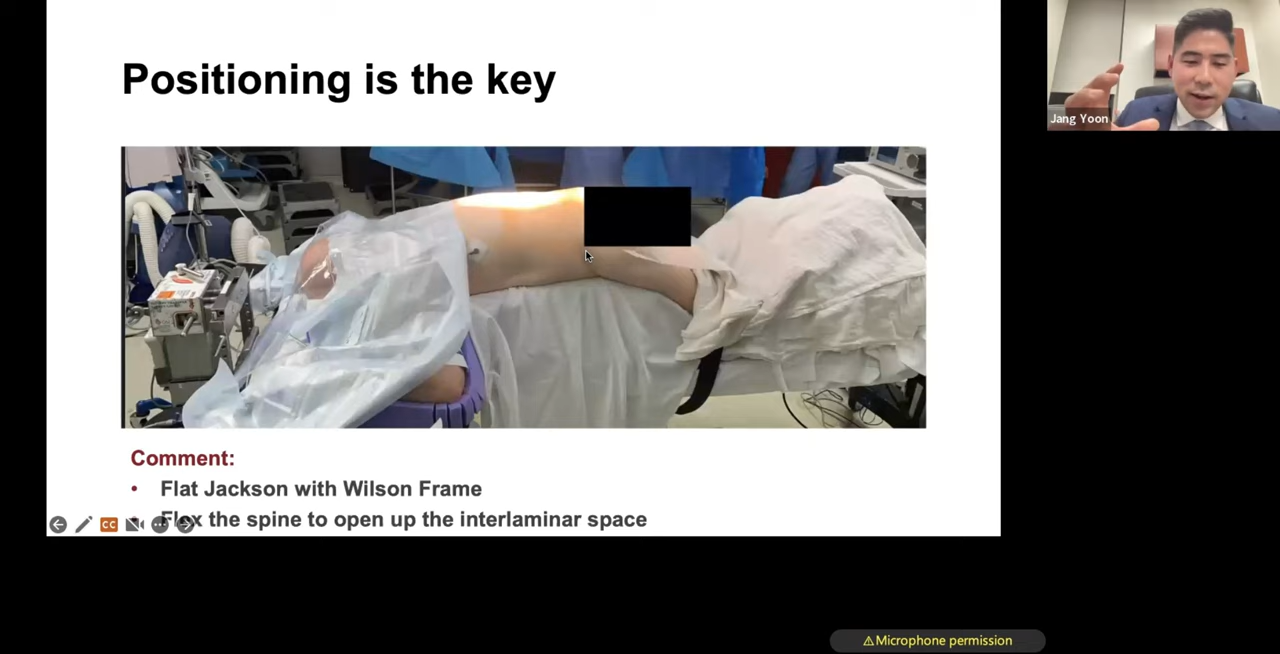 Positioning is the key
Jang Yoon
Comment:
• Flat Jackson with Wilson Frame
Flex the spine to open up the interlaminar space
CC
⚠Microphone permission